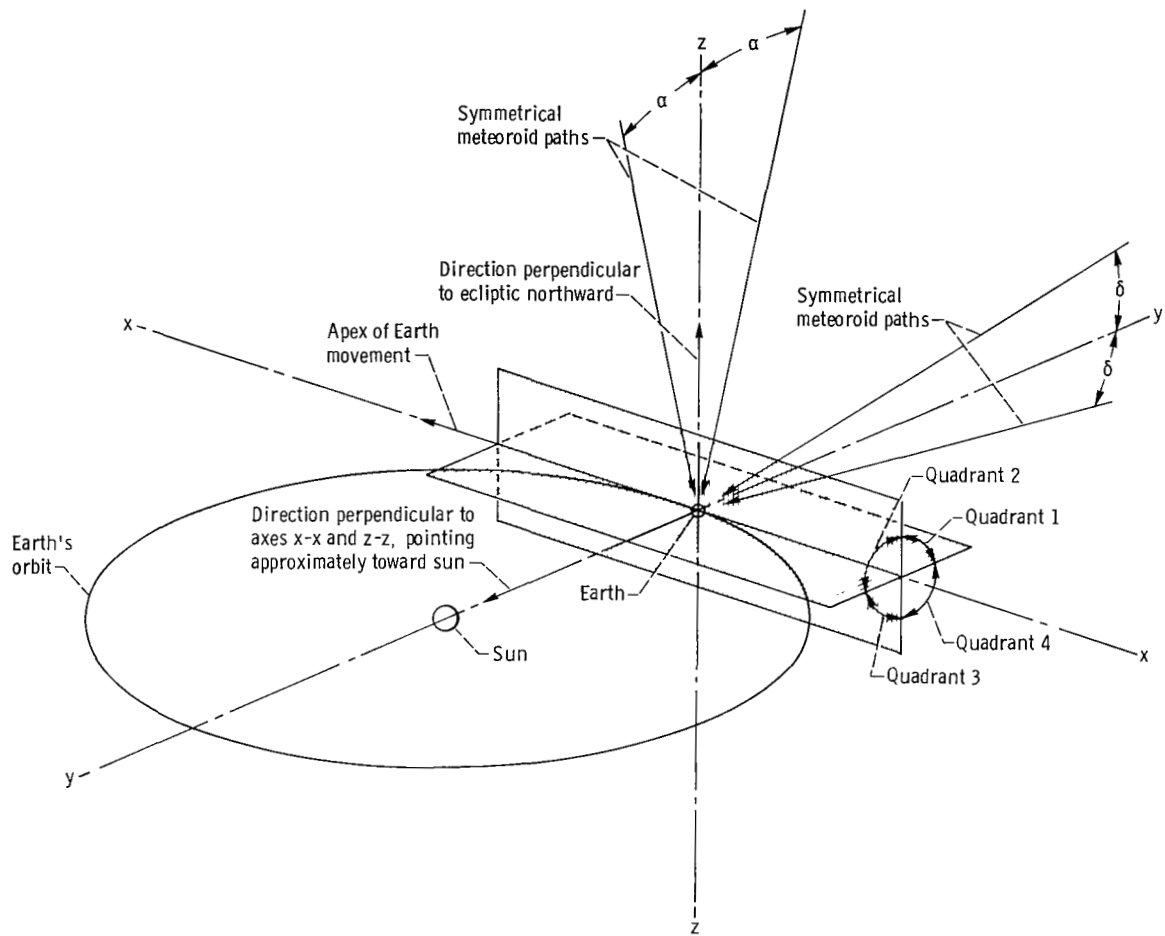 z
α
α
Symmetrical
meteoroid paths
Direction perpendicular
to ecliptic northward
Symmetrical
meteoroid paths
δ
y
δ
x
Apex of Earth
movement
Quadrant 2
Quadrant 1
Direction perpendicular to
axes x-x and z-z, pointing
approximately toward sun
Earth's
orbit
Earth
Sun
Quadrant 4
x
Quadrant 3
y
z